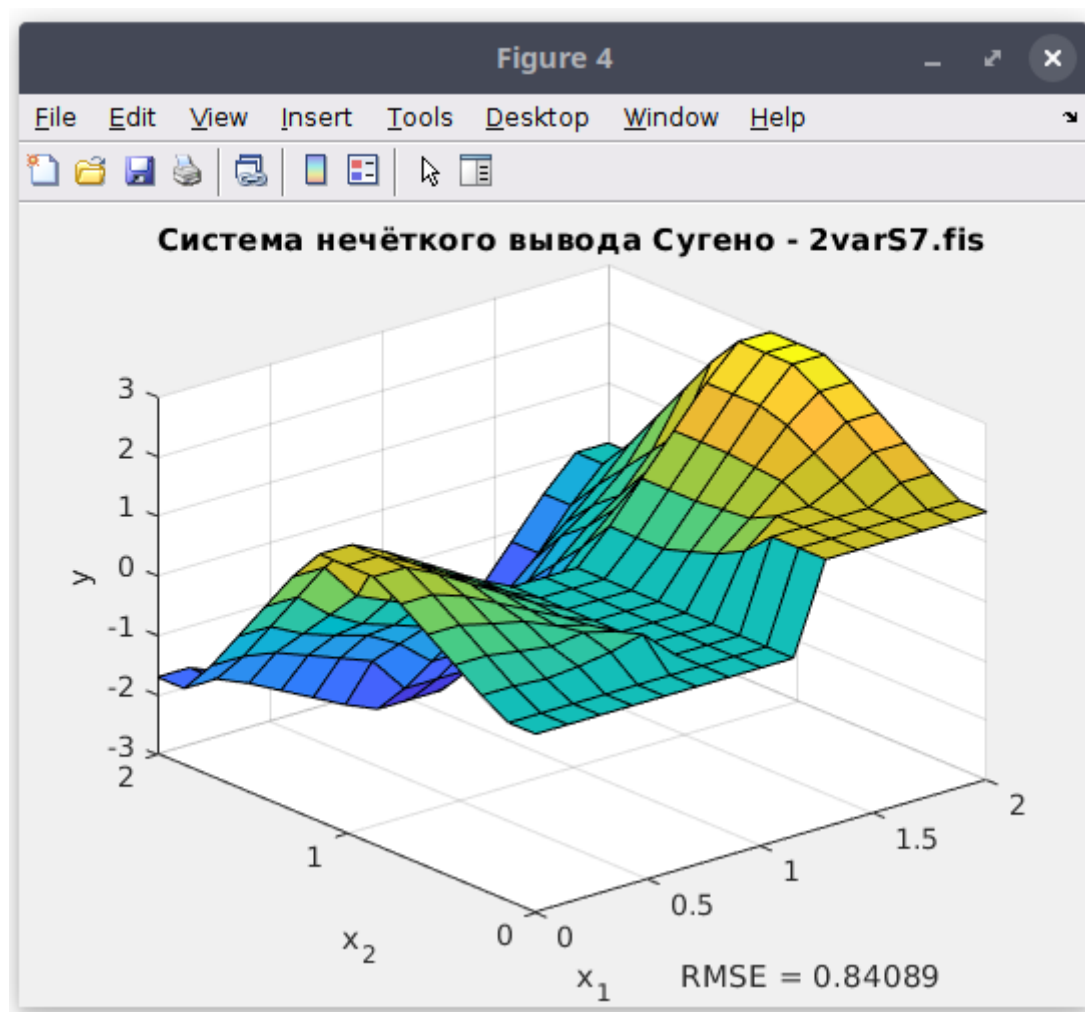 Figure 4
File Edit View Insert Tools Desktop Window Help
Система нечёткого вывода Сугено - 2varS7.fis
3
2
1
0
-1
-2
-3
y
2
1
0
x2
0
0.5
1
1.5
2
x1
RMSE = 0.84089